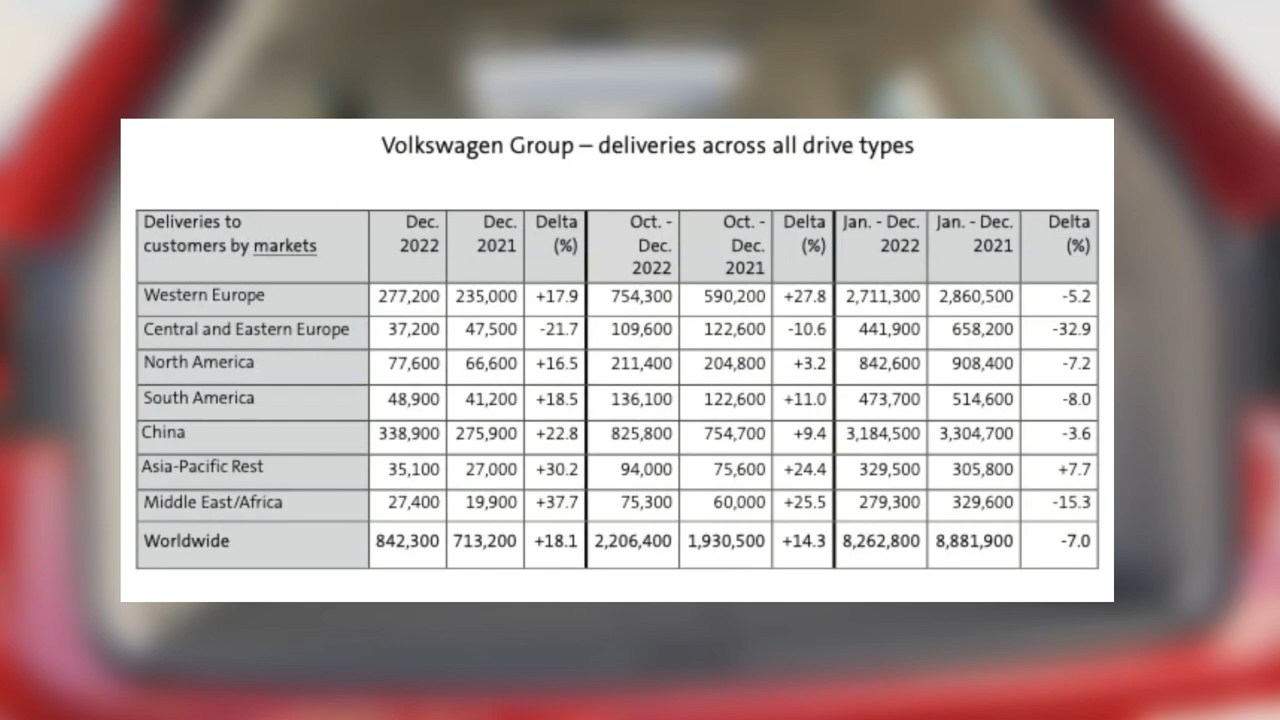 Volkswagen Group – deliveries across all drive types
Deliveries to customers by markets Dec. 2022 Dec. 2021 Delta (%) Oct. - Dec. 2022 Oct. - Dec. 2021 Delta (%) Jan. - Dec. 2022 Jan. - Dec. 2021 Delta (%)
Western Europe 277,200 235,000 +17.9 754,300 590,200 +27.8 2,711,300 2,860,500 -5.2
Central and Eastern Europe 37,200 47,500 -21.7 109,600 122,600 -10.6 441,900 658,200 -32.9
North America 77,600 66,600 +16.5 211,400 204,800 +3.2 842,600 908,400 -7.2
South America 48,900 41,200 +18.5 136,100 122,600 +11.0 473,700 514,600 -8.0
China 338,900 275,900 +22.8 825,800 754,700 +9.4 3,184,500 3,304,700 -3.6
Asia-Pacific Rest 35,100 27,000 +30.2 94,000 75,600 +24.4 329,500 305,800 +7.7
Middle East/Africa 27,400 19,900 +37.7 75,300 60,000 +25.5 279,300 329,600 -15.3
Worldwide 842,300 713,200 +18.1 2,206,400 1,930,500 +14.3 8,262,800 8,881,900 -7.0